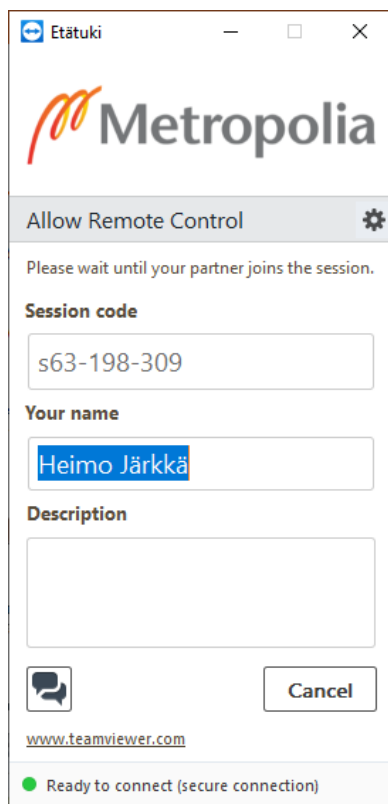 Etätuki
Metropolia
Allow Remote Control
Please wait until your partner joins the session.
Session code
s63-198-309
Your name
Heimo Järkkä
Description
Cancel
www.teamviewer.com
Ready to connect (secure connection)